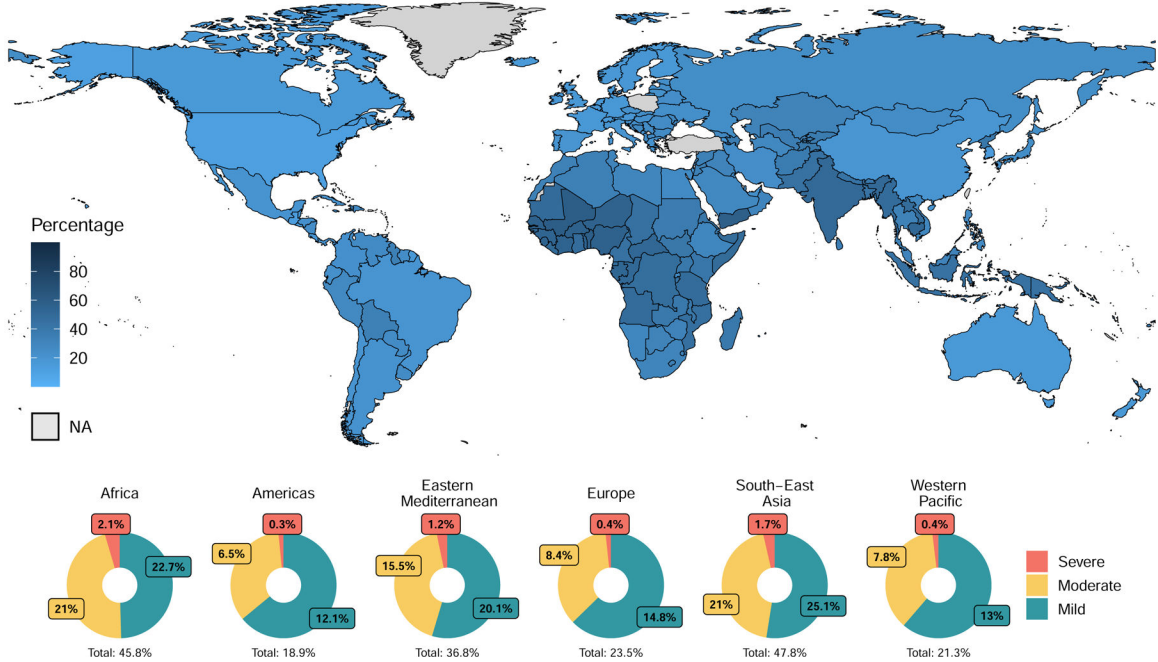 Percentage
80
60
40
20
NA
Africa
Americas
Eastern
Mediterranean
Europe
South−East
Asia
Western
Pacific
2.1%
22.7%
21%
Total: 45.8%
0.3%
6.5%
12.1%
Total: 18.9%
1.2%
15.5%
20.1%
Total: 36.8%
0.4%
8.4%
14.8%
Total: 23.5%
1.7%
21%
25.1%
Total: 47.8%
0.4%
7.8%
13%
Total: 21.3%
Severe
Moderate
Mild